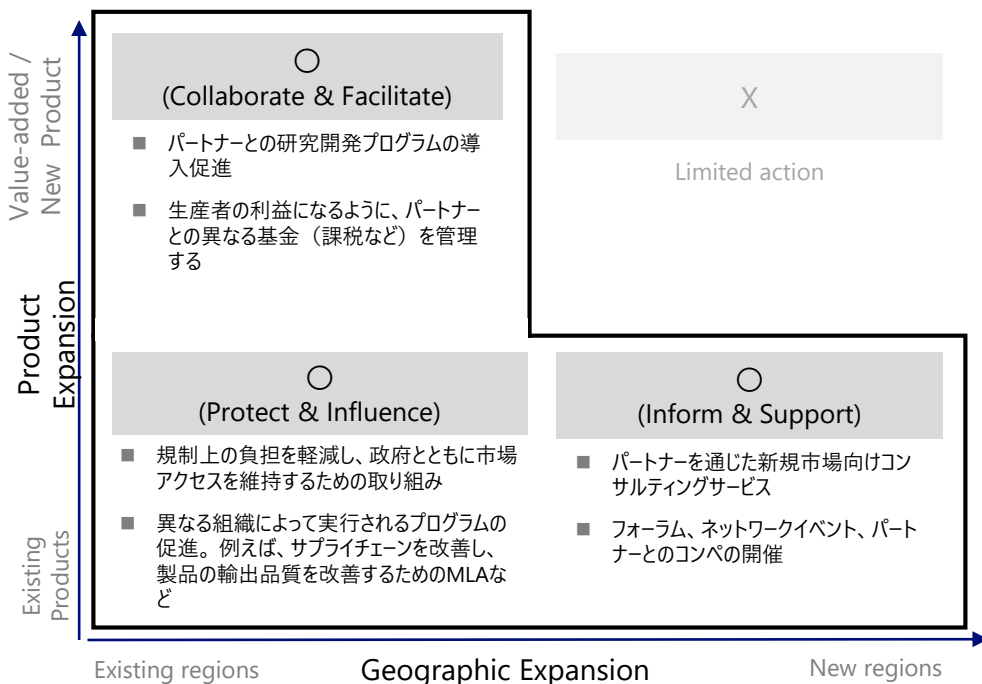 Value-added /
New Product
Product
Expansion
Existing
Products
○
(Collaborate & Facilitate)
■ パートナーとの研究開発プログラムの導
入促進
■ 生産者の利益になるように、パートナー
との異なる基金（課税など）を管理
する
X
Limited action
○
(Protect & Influence)
■ 規制上の負担を軽減し、政府とともに市場
アクセスを維持するための取り組み
■ 異なる組織によって実行されるプログラムの
促進。例えば、サプライチェーンを改善し、
製品の輸出品質を改善するためのMLAな
ど
○
(Inform & Support)
■ パートナーを通じた新規市場向けコン
サルティングサービス
■ フォーラム、ネットワークイベント、パート
ナーとのコンペの開催
Existing regions
Geographic Expansion
New regions